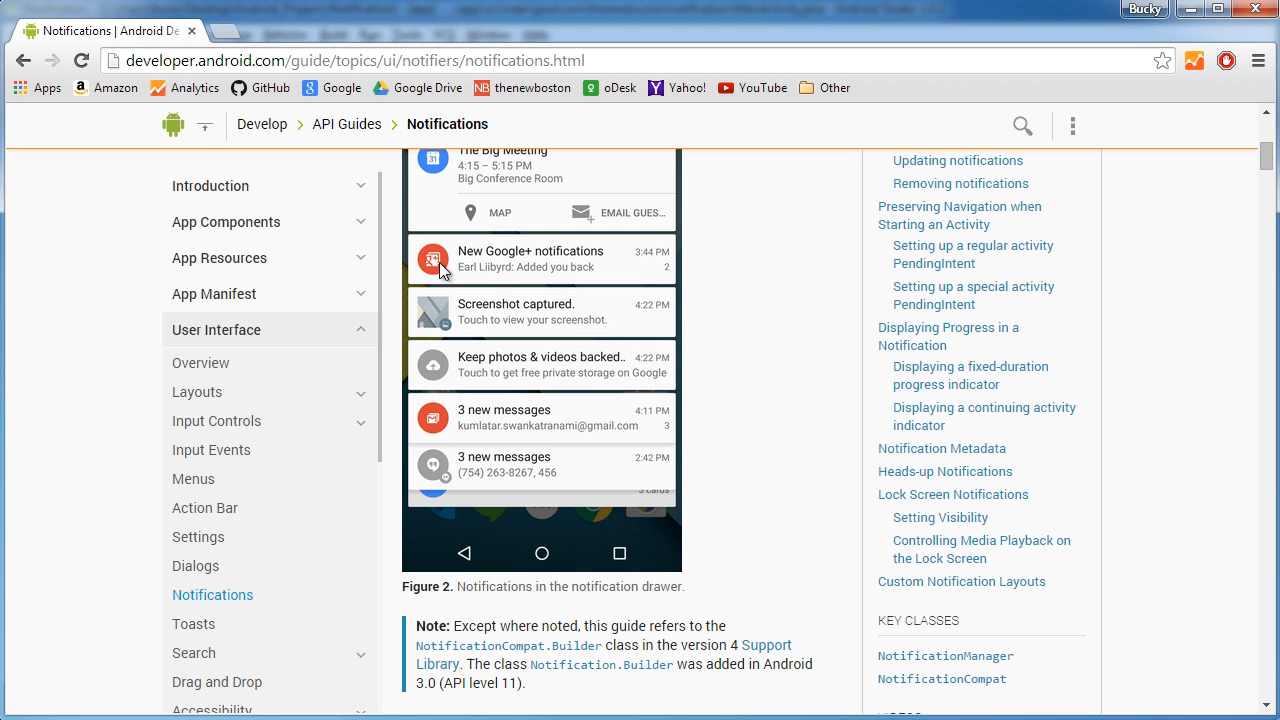 Bucky
Notifications | Android De
developer.android.com/guide/topics/ui/notifiers/notifications.html
Apps Amazon Analytics GitHub Google Google Drive thenewboston oDesk Yahoo! YouTube Other
Develop > API Guides > Notifications
Introduction
App Components
App Resources
App Manifest
User Interface
Overview
Layouts
Input Controls
Input Events
Menus
Action Bar
Settings
Dialogs
Notifications
Toasts
Search
Drag and Drop
Accessibility
The Big Meeting
4:15 – 5:15 PM
Big Conference Room
MAP EMAIL GUES...
New Google+ notifications 3:44 PM
Earl Liibyrd: Added you back 2
Screenshot captured. 4:22 PM
Touch to view your screenshot.
Keep photos & videos backed.. 4:22 PM
Touch to get free private storage on Google
3 new messages 4:11 PM
kumlatar.swankatranami@gmail.com 3
3 new messages 2:42 PM
(754) 263-8267, 456
5 cards
Figure 2. Notifications in the notification drawer.
Note: Except where noted, this guide refers to the
NotificationCompat.Builder class in the version 4 Support
Library. The class Notification.Builder was added in Android
3.0 (API level 11).
Updating notifications
Removing notifications
Preserving Navigation when
Starting an Activity
Setting up a regular activity
PendingIntent
Setting up a special activity
PendingIntent
Displaying Progress in a
Notification
Displaying a fixed-duration
progress indicator
Displaying a continuing activity
indicator
Notification Metadata
Heads-up Notifications
Lock Screen Notifications
Setting Visibility
Controlling Media Playback on
the Lock Screen
Custom Notification Layouts
KEY CLASSES
NotificationManager
NotificationCompat
VIDEOS